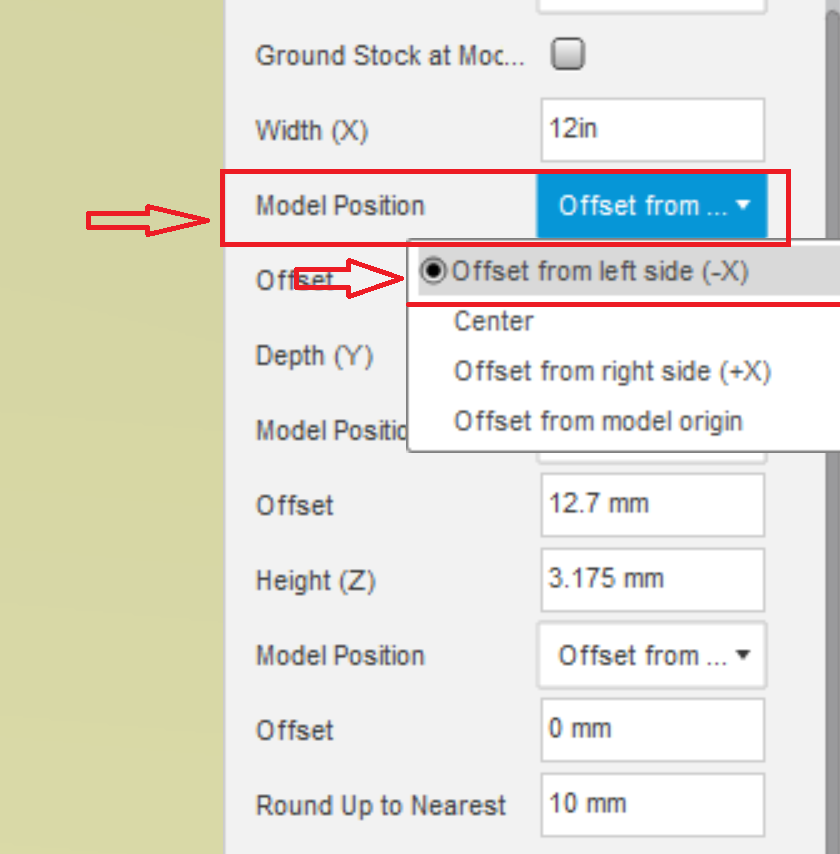 Ground Stock at Moc...
Width (X)
12in
Model Position
Offset from ...
Offset
Offset from left side (-X)
Center
Depth (Y)
Offset from right side (+X)
Offset from model origin
Model Positic
Offset
12.7 mm
Height (Z)
3.175 mm
Model Position
Offset from ...
Offset
0 mm
Round Up to Nearest
10 mm